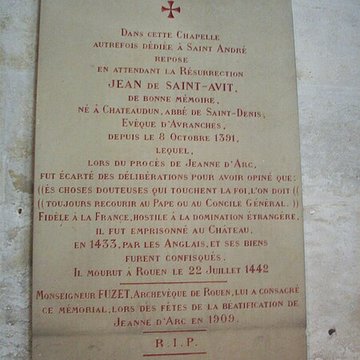 Dans cette Chapelle
autrefois dédiée à Saint André
repose
en attendant la Résurrection
JEAN de SAINT-AVIT,
de bonne mémoire,
né à Chateaudun, abbé de Saint-Denis;
Evêque d'Avranches,
depuis le 8 Octobre 1391,
lequel,
lors du procès de Jeanne d'Arc,
fut écarté des délibérations pour avoir opiné que:
((ès choses douteuses qui touchent la foi, l'on doit((
((toujours recourir au Pape ou au Concile Général. ))
Fidèle à la France, hostile à la domination étrangère,
il fut emprisonné au Château,
en 1433, par les Anglais, et ses biens
furent confisqués.
Il mourut à Rouen le 22 Juillet 1442
Monseigneur FUZET, Archevêque de Rouen, lui a consacré
ce mémorial, lors des fêtes de la béatification de
Jeanne d'Arc en 1909.
R.I.P.